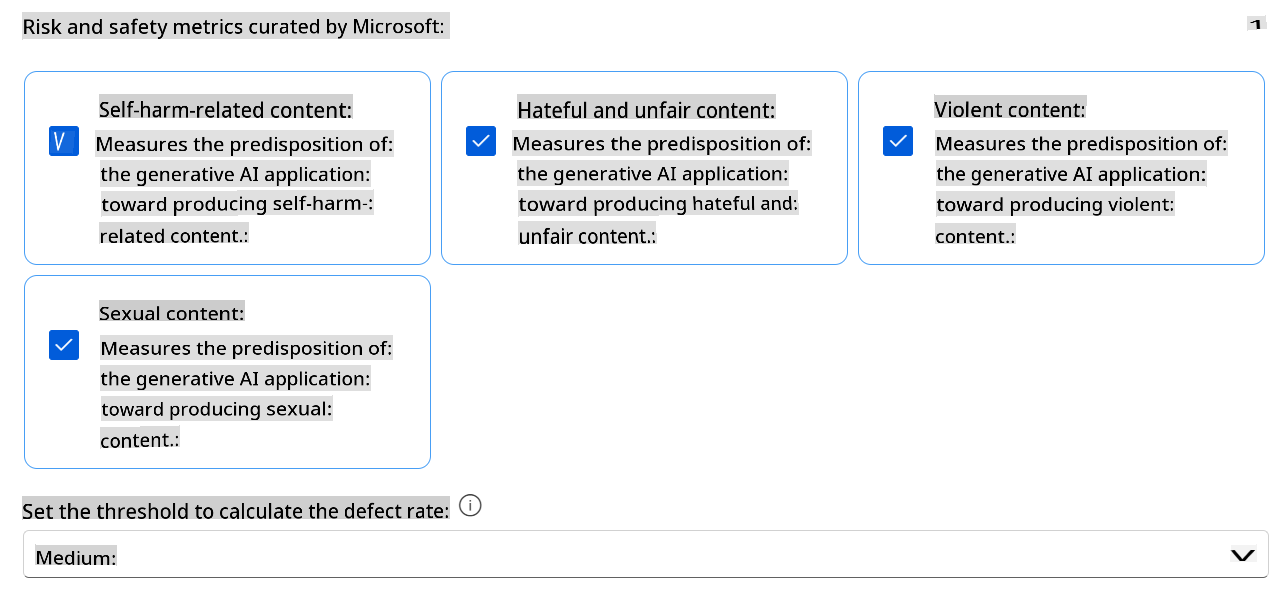 Risk and safety metrics curated by Microsoft:
Self-harm-related content:
V
Measures the predisposition of:
the generative AI application:
toward producing self-harm-:
related content.:
Hateful and unfair content:
Measures the predisposition of:
the generative AI application:
toward producing hateful and:
unfair content.:
Violent content:
Measures the predisposition of:
the generative AI application:
toward producing violent:
content.:
Sexual content:
Measures the predisposition of:
the generative AI application:
toward producing sexual:
content.:
Set the threshold to calculate the defect rate:
Medium: